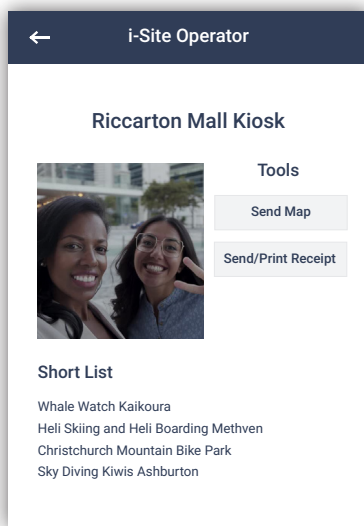 i-Site Operator
Riccarton Mall Kiosk
Tools
Send Map
Send/Print Receipt
Short List
Whale Watch Kaikoura
Heli Skiing and Heli Boarding Methven
Christchurch Mountain Bike Park
Sky Diving Kiwis Ashburton